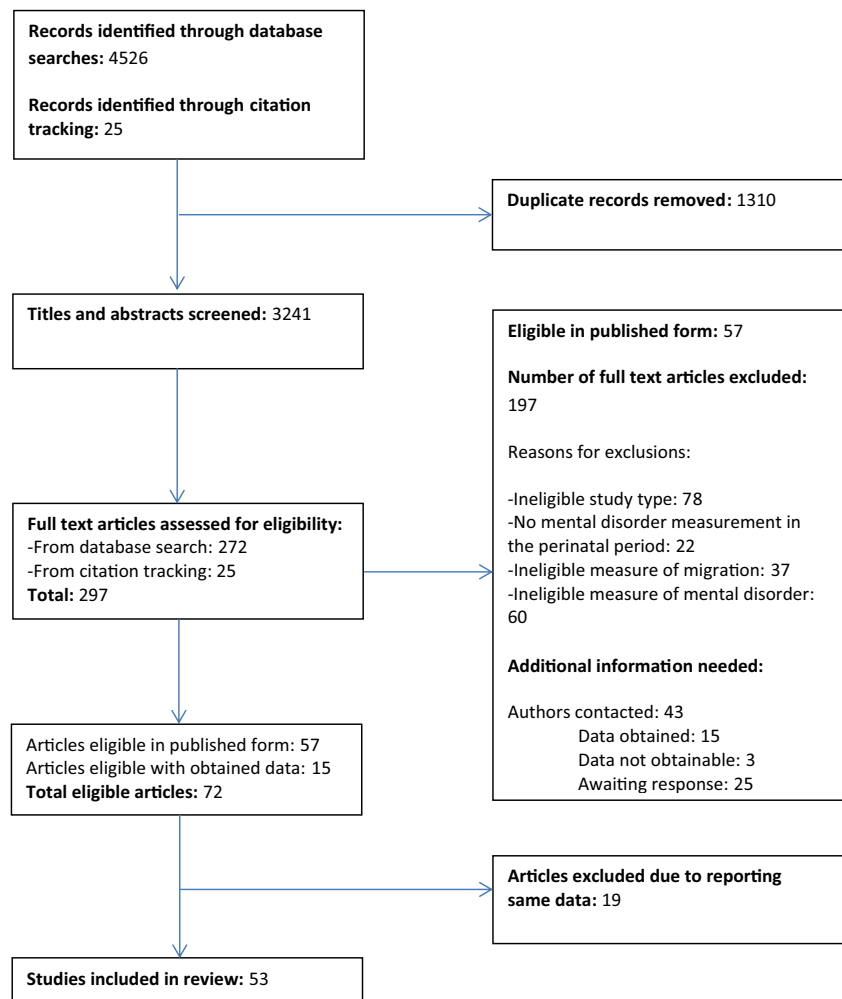 Records identified through database
searches: 4526
Records identified through citation
tracking: 25
Duplicate records removed: 1310
Titles and abstracts screened: 3241
Eligible in published form: 57
Number of full text articles excluded:
197
Reasons for exclusions:
-Ineligible study type: 78
-No mental disorder measurement in
the perinatal period: 22
-Ineligible measure of migration: 37
-Ineligible measure of mental disorder:
60
Additional information needed:
Authors contacted: 43
Data obtained: 15
Data not obtainable: 3
Awaiting response: 25
Full text articles assessed for eligibility:
-From database search: 272
-From citation tracking: 25
Total: 297
Articles eligible in published form: 57
Articles eligible with obtained data: 15
Total eligible articles: 72
Articles excluded due to reporting
same data: 19
Studies included in review: 53